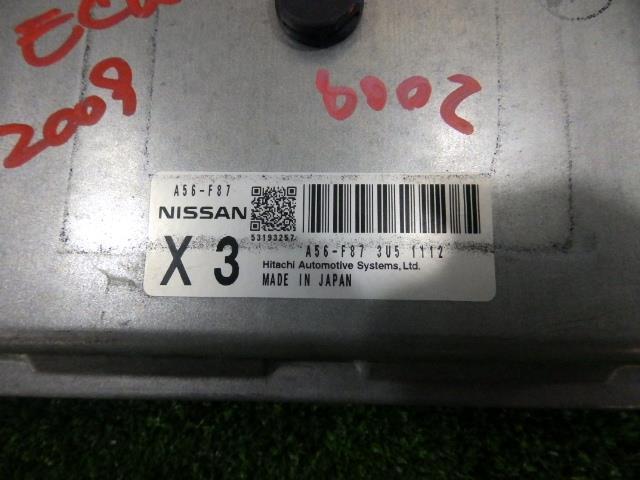 ECU
2009
2009
A56-F87
NISSAN
53193257
X 3
A56-F87 3U5 1112
Hitachi Automotive Systems, Ltd.
MADE IN JAPAN